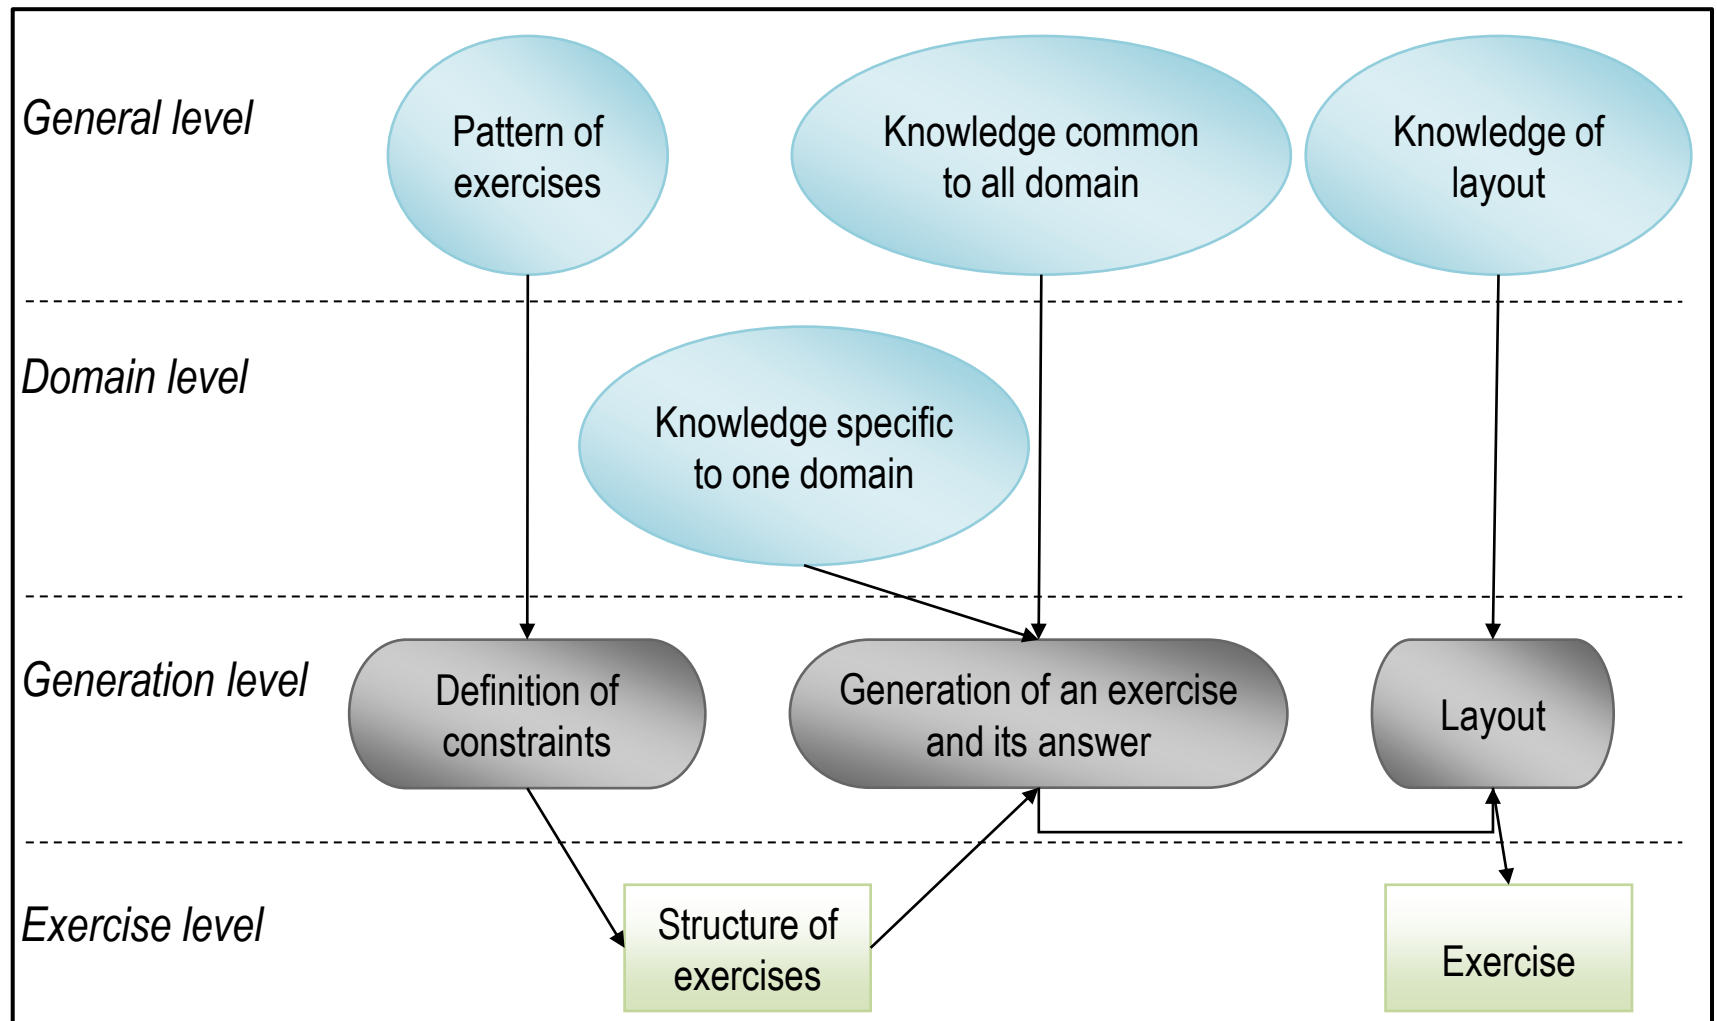 General level
Pattern of
exercises
Knowledge common
to all domain
Knowledge of
layout
Domain level
Knowledge specific
to one domain
Generation level
Definition of
constraints
Generation of an exercise
and its answer
Layout
Exercise level
Structure of
exercises
Exercise